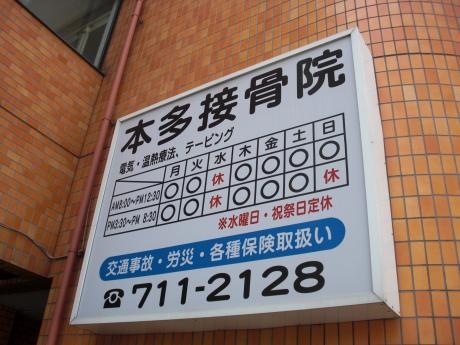 本多接骨院
電気・温熱療法、テーピング
月 火 水 木 金 土 日
AM8:00〜PM12:30 ○ ○ 休 ○ ○ ○ ○
PM3:30〜PM 8:30 ○ ○ 休 ○ ○ ○ 休
※水曜日・祝祭日定休
交通事故・労災・各種保険取扱い
☎711-2128